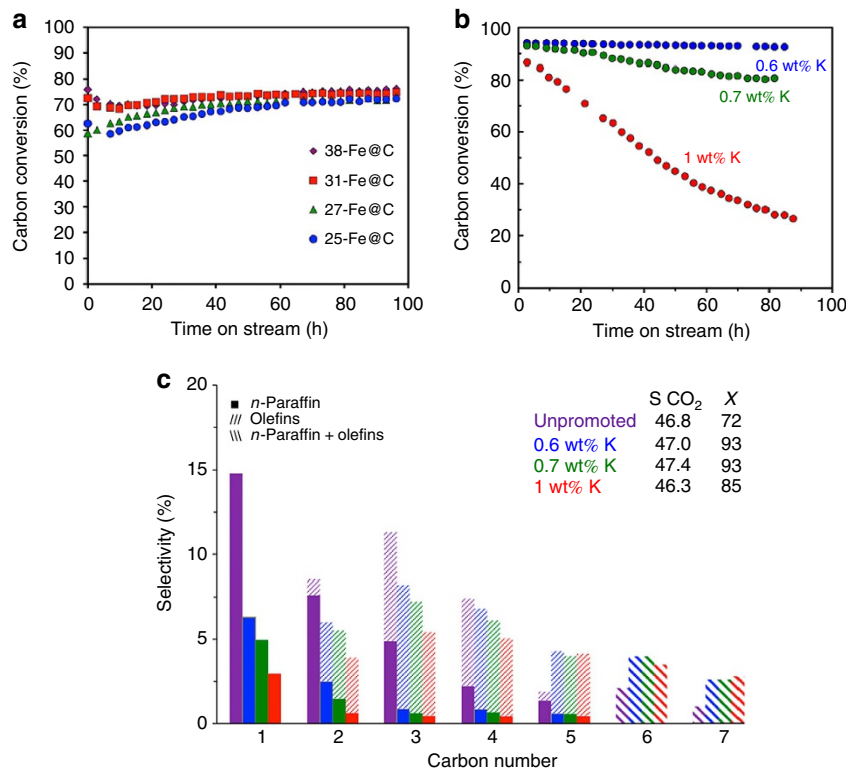 a
100
90
80
70
60
50
40
30
20
10
0
Carbon conversion (%)
38-Fe@C
31-Fe@C
27-Fe@C
25-Fe@C
0 20 40 60 80 100
Time on stream (h)
b
100
80
60
40
20
0
Carbon conversion (%)
0.6 wt% K
0.7 wt% K
1 wt% K
0 20 40 60 80 100
Time on stream (h)
c
20
15
10
5
0
Selectivity (%)
n-Paraffin
Olefins
n-Paraffin + olefins
S CO₂ X
Unpromoted 46.8 72
0.6 wt% K 47.0 93
0.7 wt% K 47.4 93
1 wt% K 46.3 85
1 2 3 4 5 6 7
Carbon number